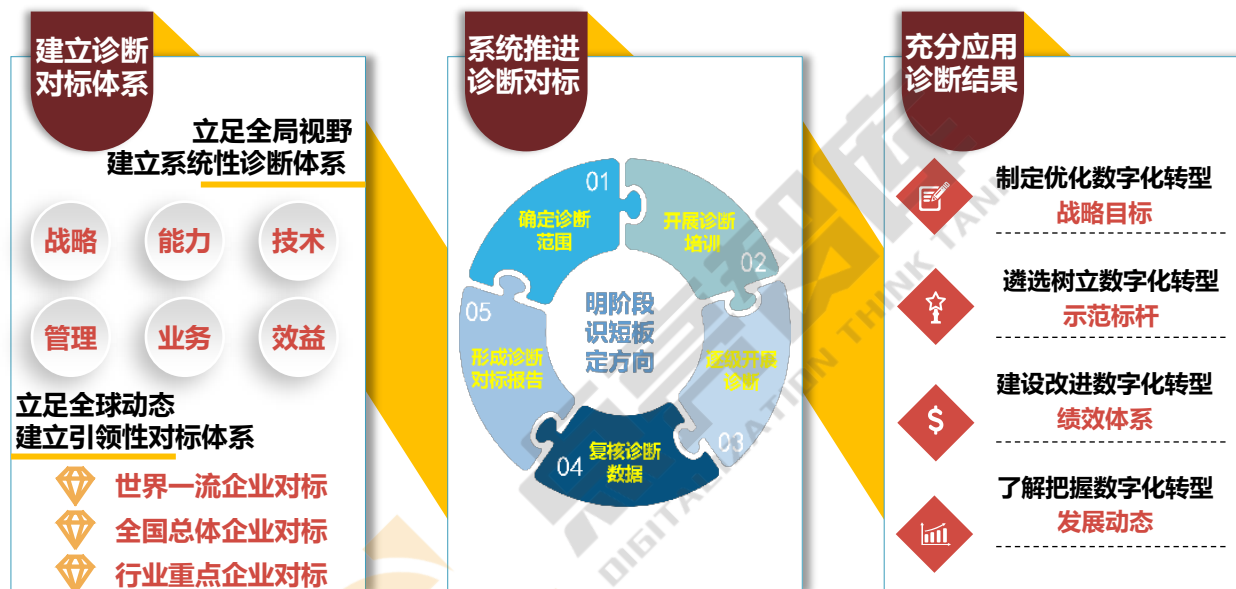 建立诊断
对标体系
立足全局视野
建立系统性诊断体系
战略
能力
技术
管理
业务
效益
立足全球动态
建立引领性对标体系
世界一流企业对标
全国总体企业对标
行业重点企业对标
系统推进
诊断对标
01
确定诊断
范围
开展诊断
培训
02
逐级开展
诊断
03
04
复核诊断
数据
05
形成诊断
对标报告
明阶段
识短板
定方向
充分应用
诊断结果
制定优化数字化转型
战略目标
遴选树立数字化转型
示范标杆
$
建设改进数字化转型
绩效体系
了解把握数字化转型
发展动态